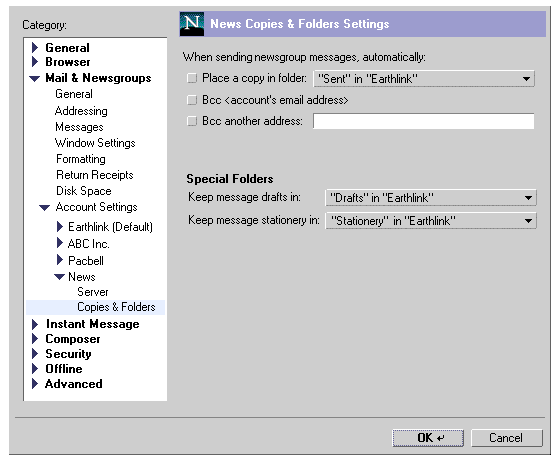 Category:
General
Browser
Mail & Newsgroups
General
Addressing
Messages
Window Settings
Formatting
Return Receipts
Disk Space
Account Settings
Earthlink (Default)
ABC Inc.
Pacbell
News
Server
Copies & Folders
Instant Message
Composer
Security
Offline
Advanced
N News Copies & Folders Settings
When sending newsgroup messages, automatically:
Place a copy in folder: "Sent" in "Earthlink"
Bcc <account's email address>
Bcc another address:
Special Folders
Keep message drafts in: "Drafts" in "Earthlink"
Keep message stationery in: "Stationery" in "Earthlink"
OK ↵ Cancel